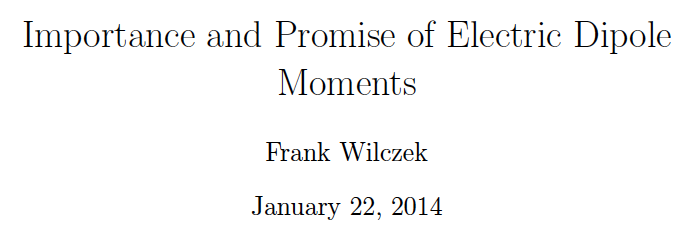 Importance and Promise of Electric Dipole
Moments
Frank Wilczek
January 22, 2014